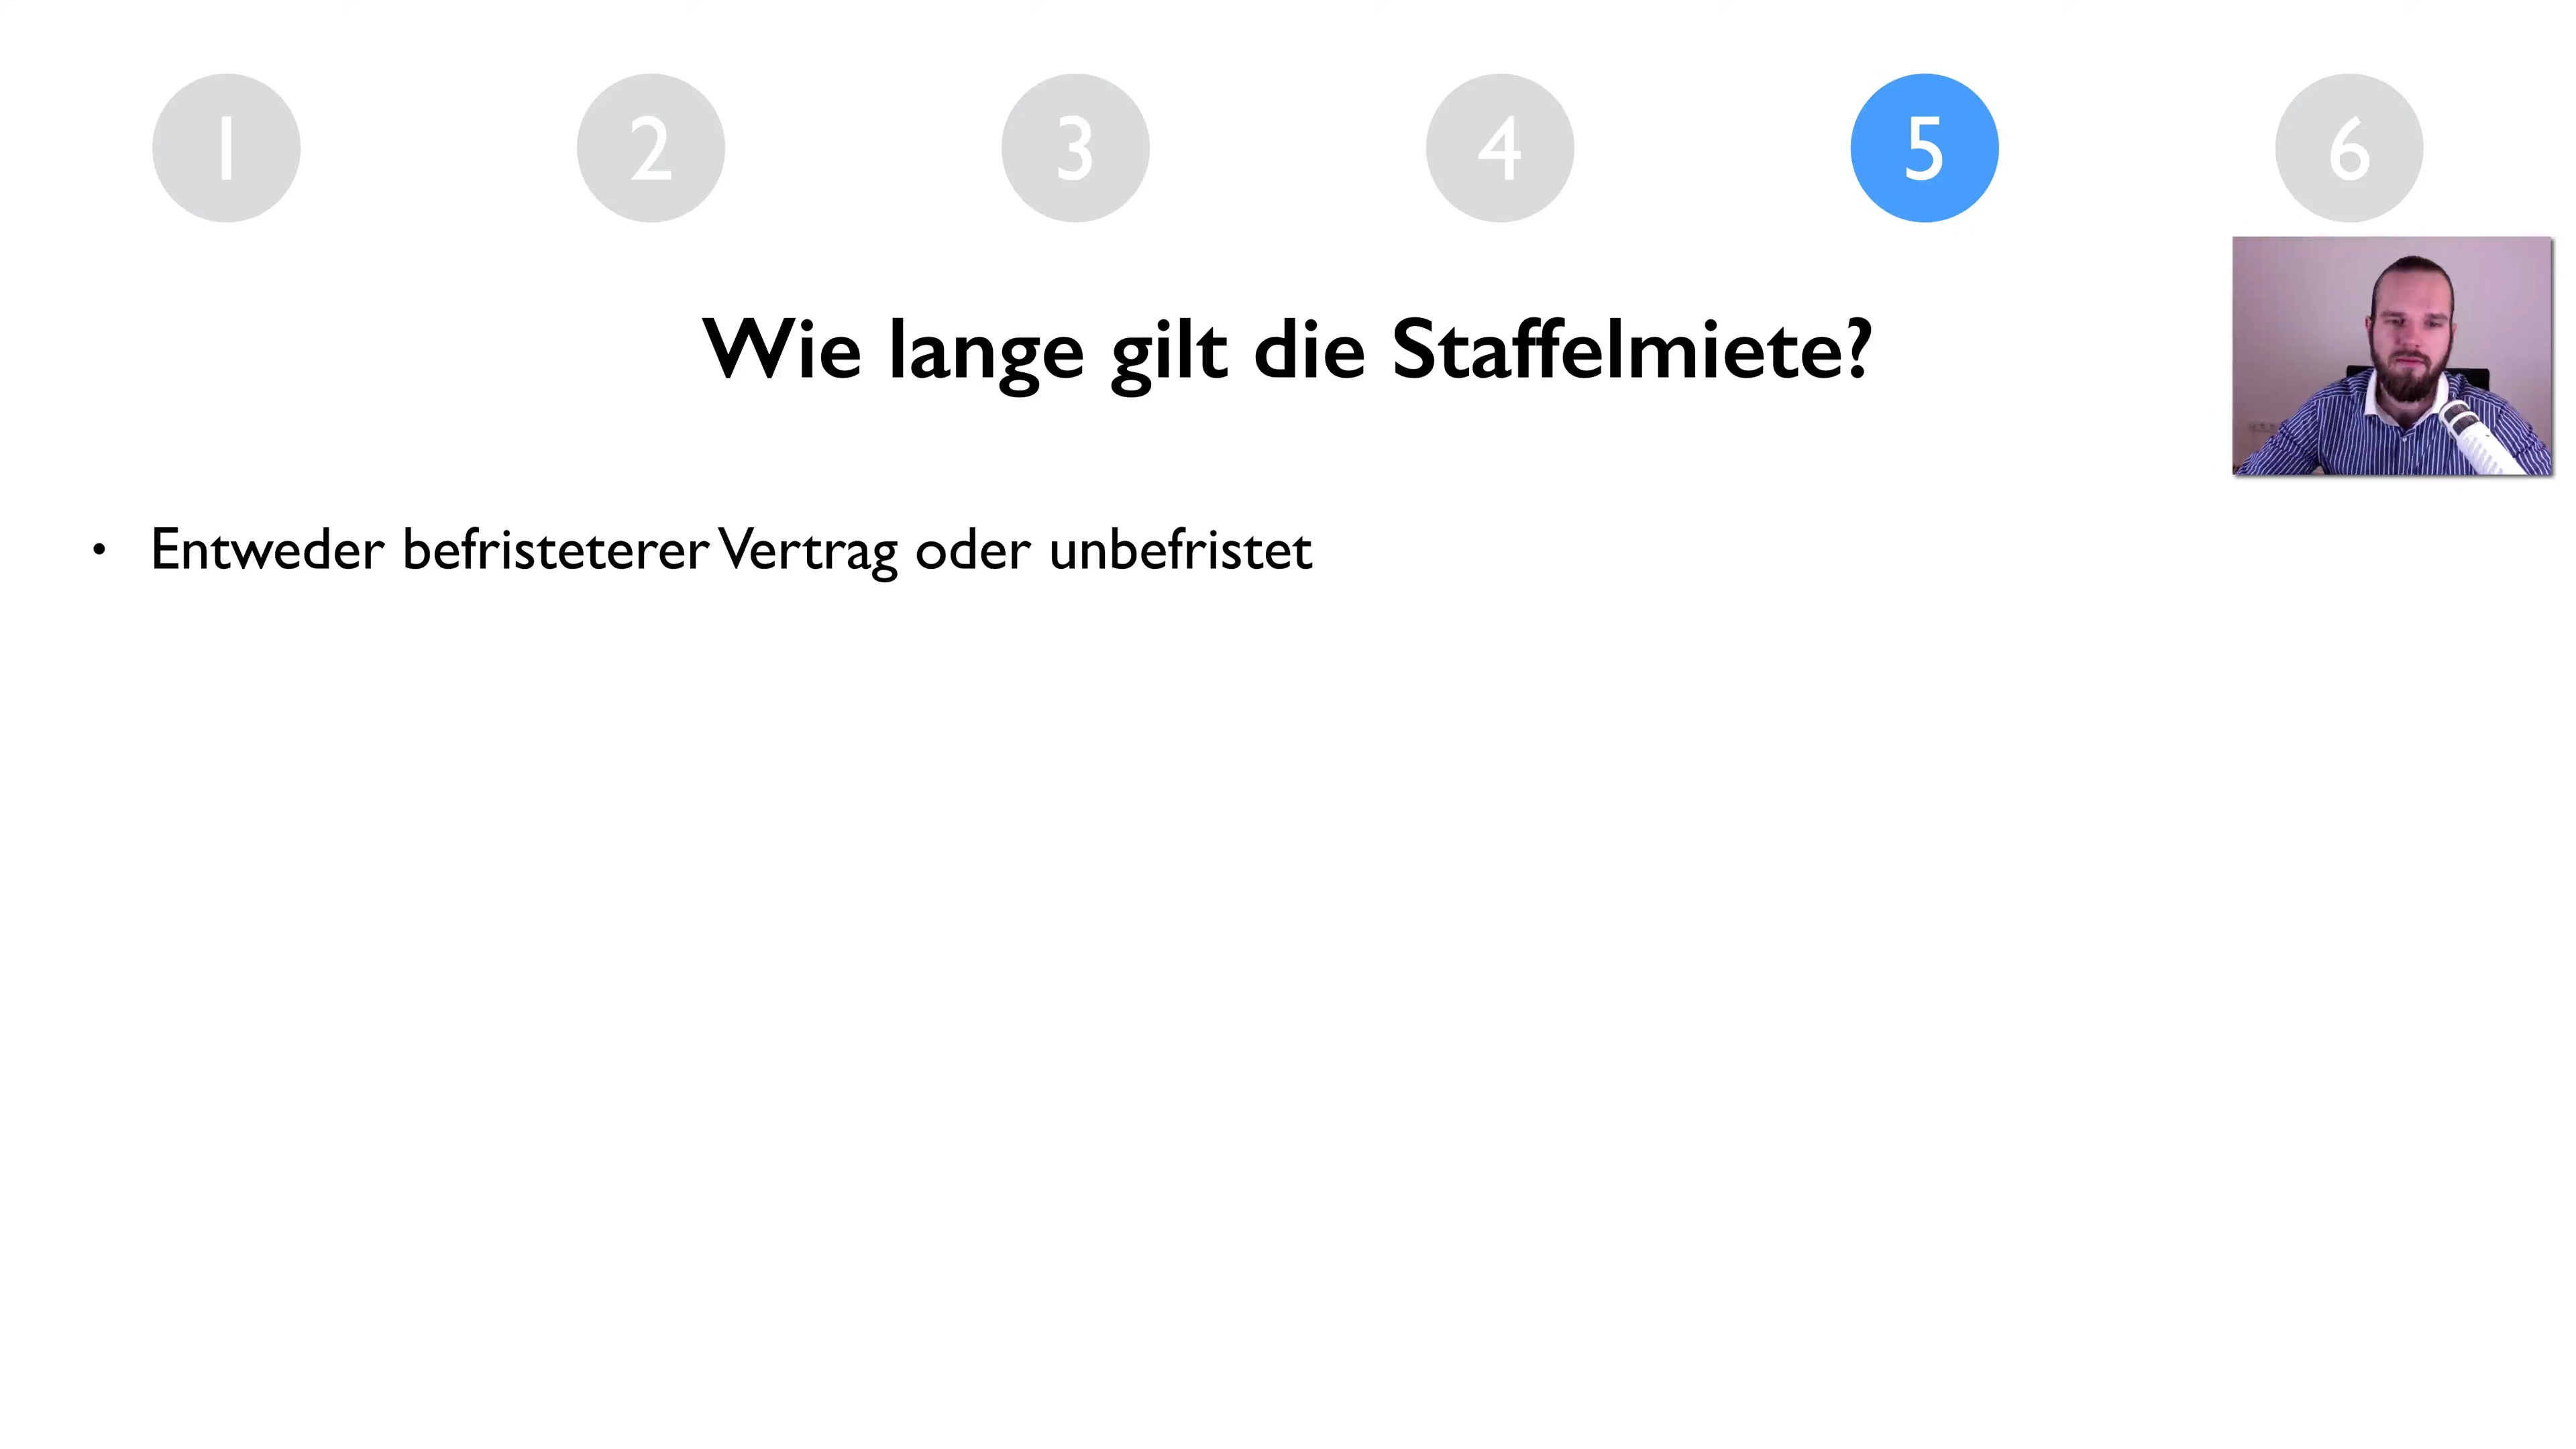 1 2 3 4 5 6
Wie lange gilt die Staffelmiete?
• Entweder befristeterer Vertrag oder unbefristet